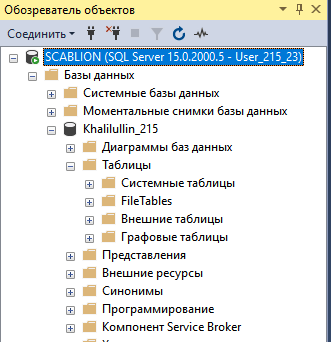 Обозреватель объектов
Соединить
SCABLION (SQL Server 15.0.2000.5 - User_215_23)
Базы данных
Системные базы данных
Моментальные снимки базы данных
Khalilullin_215
Диаграммы баз данных
Таблицы
Системные таблицы
FileTables
Внешние таблицы
Графовые таблицы
Представления
Внешние ресурсы
Синонимы
Программирование
Компонент Service Broker